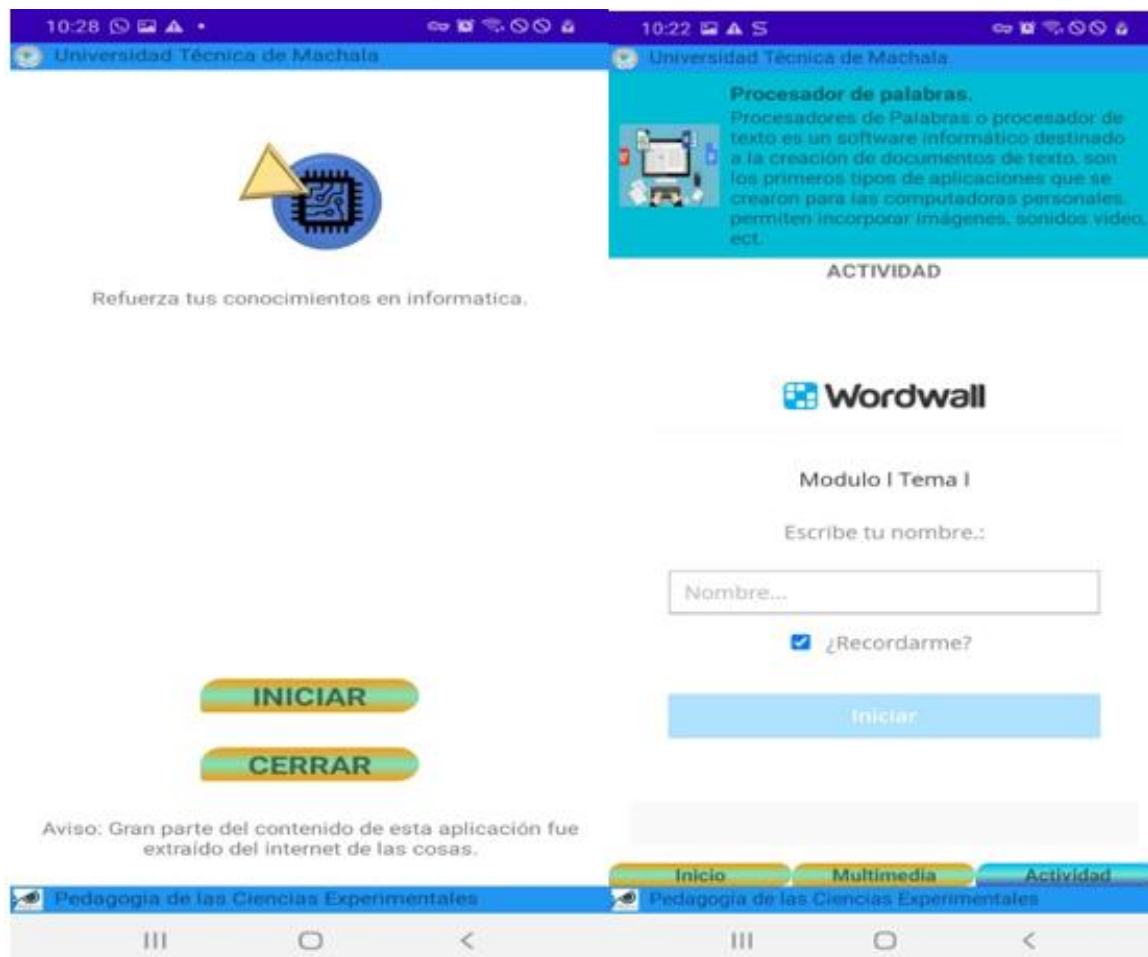 10:28
Universidad Técnica de Machala
Refuerza tus conocimientos en informatica.
INICIAR
CERRAR
Aviso: Gran parte del contenido de esta aplicación fue
extraído del internet de las cosas.
Pedagogía de las Ciencias Experimentales
10:22
Universidad Técnica de Machala
Procesador de palabras.
Procesadores de Palabras o procesador de
texto es un software informático destinado
a la creación de documentos de texto, son
los primeros tipos de aplicaciones que se
crearon para las computadoras personales,
permiten incorporar imágenes, sonidos video,
ect.
ACTIVIDAD
Wordwall
Modulo I Tema I
Escribe tu nombre.:
Nombre...
¿Recordarme?
Iniciar
Inicio Multimedia Actividad
Pedagogía de las Ciencias Experimentales